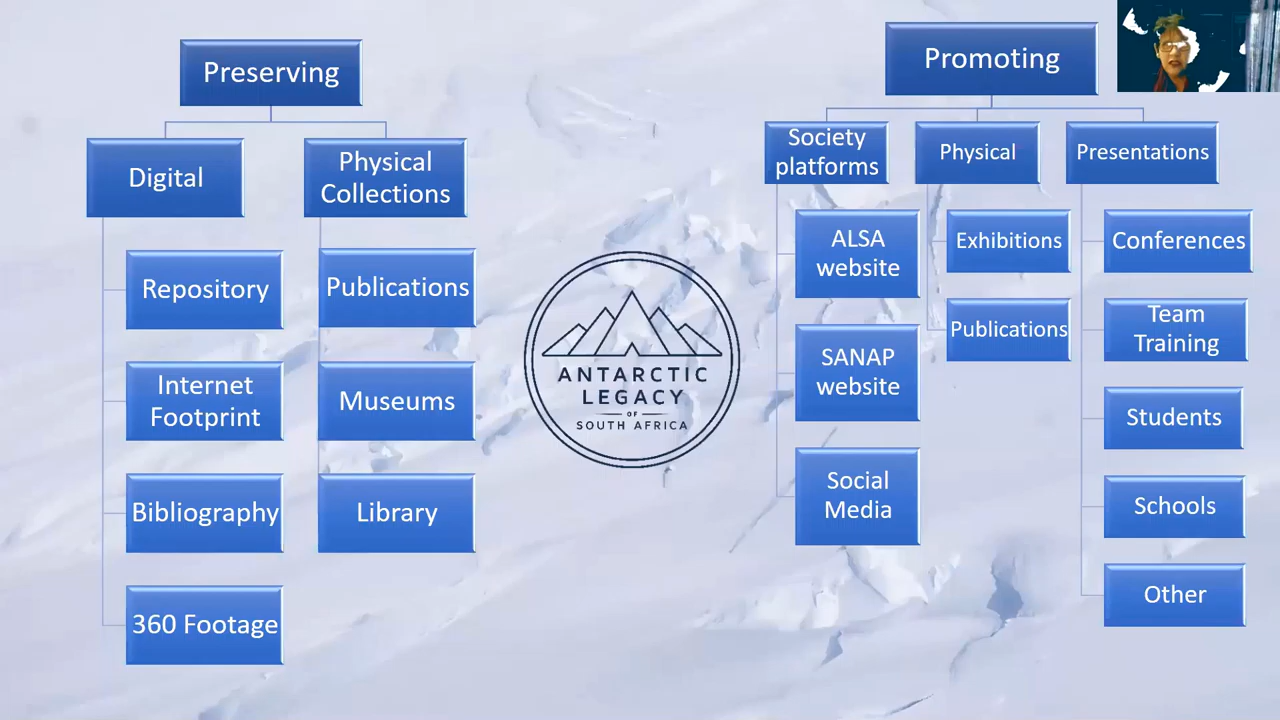 Preserving
Digital
Repository
Internet
Footprint
Bibliography
360 Footage
Physical
Collections
Publications
Museums
Library
ANTARCTIC
LEGACY
OF
SOUTH AFRICA
Promoting
Society
platforms
ALSA
website
SANAP
website
Social
Media
Physical
Exhibitions
Publications
Presentations
Conferences
Team
Training
Students
Schools
Other